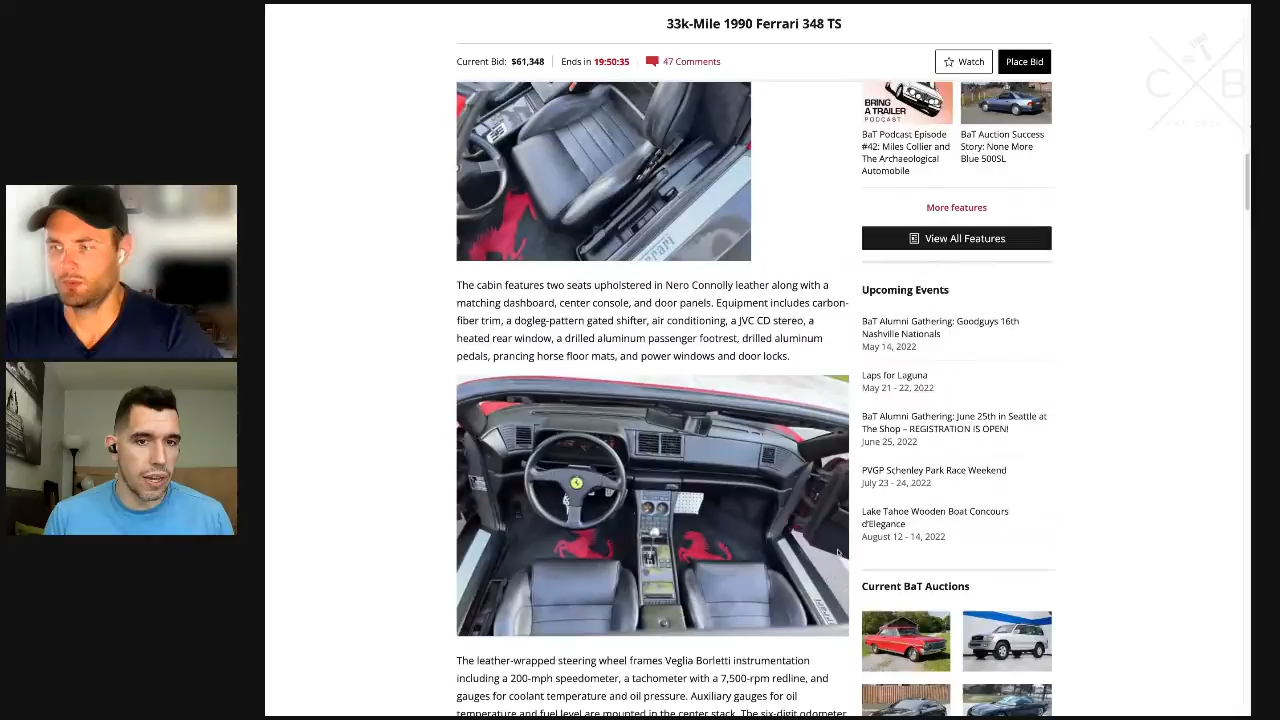 33k-Mile 1990 Ferrari 348 TS
Current Bid: $61,348
Ends in 19:50:35
47 Comments
Watch
Place Bid
BRING
A TRAILER
PODCAST
BaT Podcast Episode
#42: Miles Collier and
The Archaeological
Automobile
BaT Auction Success
Story: None More
Blue 500SL
More features
View All Features
The cabin features two seats upholstered in Nero Connolly leather along with a
matching dashboard, center console, and door panels. Equipment includes carbon-
fiber trim, a dogleg-pattern gated shifter, air conditioning, a JVC CD stereo, a
heated rear window, a drilled aluminum passenger footrest, drilled aluminum
pedals, prancing horse floor mats, and power windows and door locks.
The leather-wrapped steering wheel frames Veglia Borletti instrumentation
including a 200-mph speedometer, a tachometer with a 7,500-rpm redline, and
gauges for coolant temperature and oil pressure. Auxiliary gauges for oil
temperature and fuel level are mounted in the center stack. The six-digit odometer
Upcoming Events
BaT Alumni Gathering: Goodguys 16th
Nashville Nationals
May 14, 2022
Laps for Laguna
May 21 - 22, 2022
BaT Alumni Gathering: June 25th in Seattle at
The Shop – REGISTRATION IS OPEN!
June 25, 2022
PVGP Schenley Park Race Weekend
July 23 - 24, 2022
Lake Tahoe Wooden Boat Concours
d'Elegance
August 12 - 14, 2022
Current BaT Auctions
C B